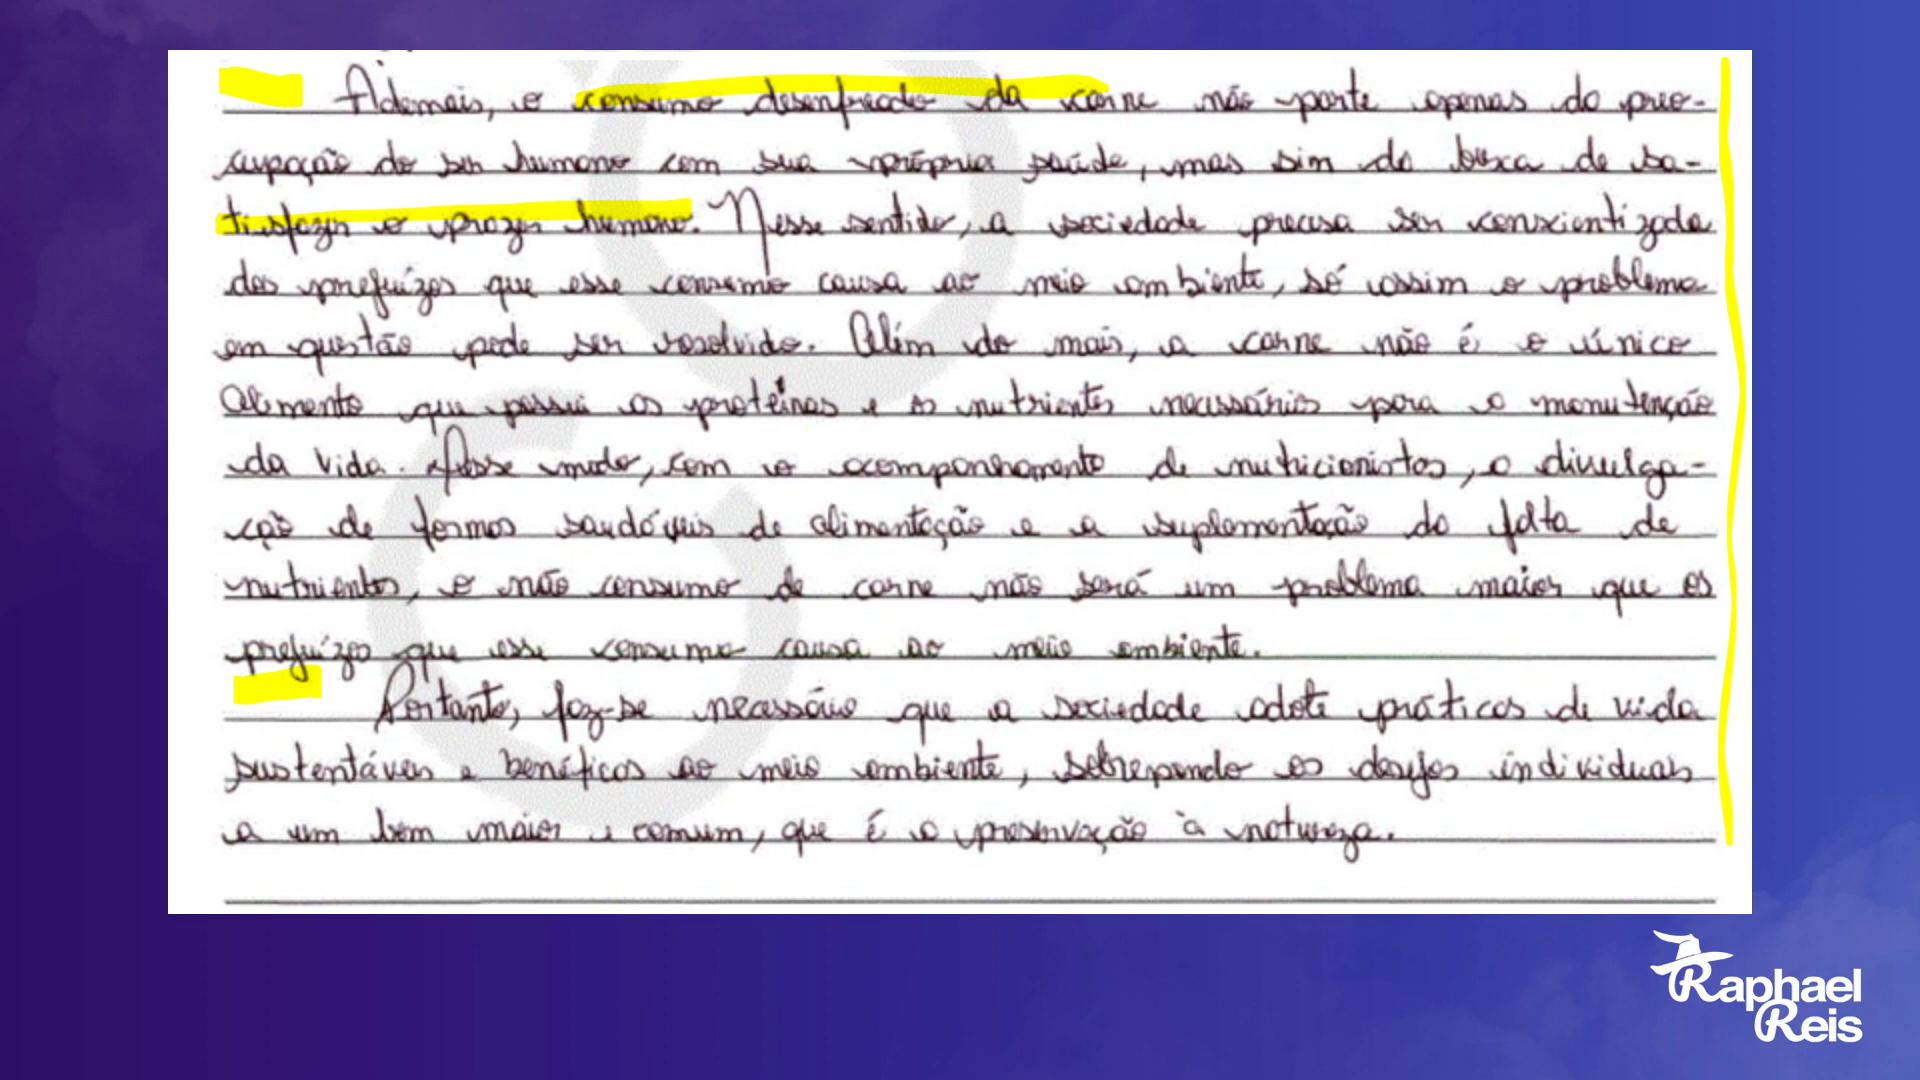 Ademais, o consumo desenfreado da carne não parte apenas da preo-
cupação do ser humano com sua própria saúde, mas sim da busca de sa-
tisfazer o prazer humano. Nesse sentido, a sociedade precisa ser conscientizada
dos prejuízos que esse consumo causa ao meio ambiente, só assim o problema
em questão pode ser resolvido. Além do mais, a carne não é o único
alimento que possui as proteínas e os nutrientes necessários para a manutenção
da vida. Desse modo, com o acompanhamento de nutricionistas, a divulga-
ção de formas saudáveis de alimentação e a suplementação da falta de
nutrientes, o não consumo de carne não será um problema maior que os
prejuízos que esse consumo causa ao meio ambiente.
Portanto, faz-se necessário que a sociedade adote práticas de vida
sustentáveis e benéficas ao meio ambiente, sobrepondo os desejos individuais
a um bem maior e comum, que é a preservação à natureza.
Raphael
Reis